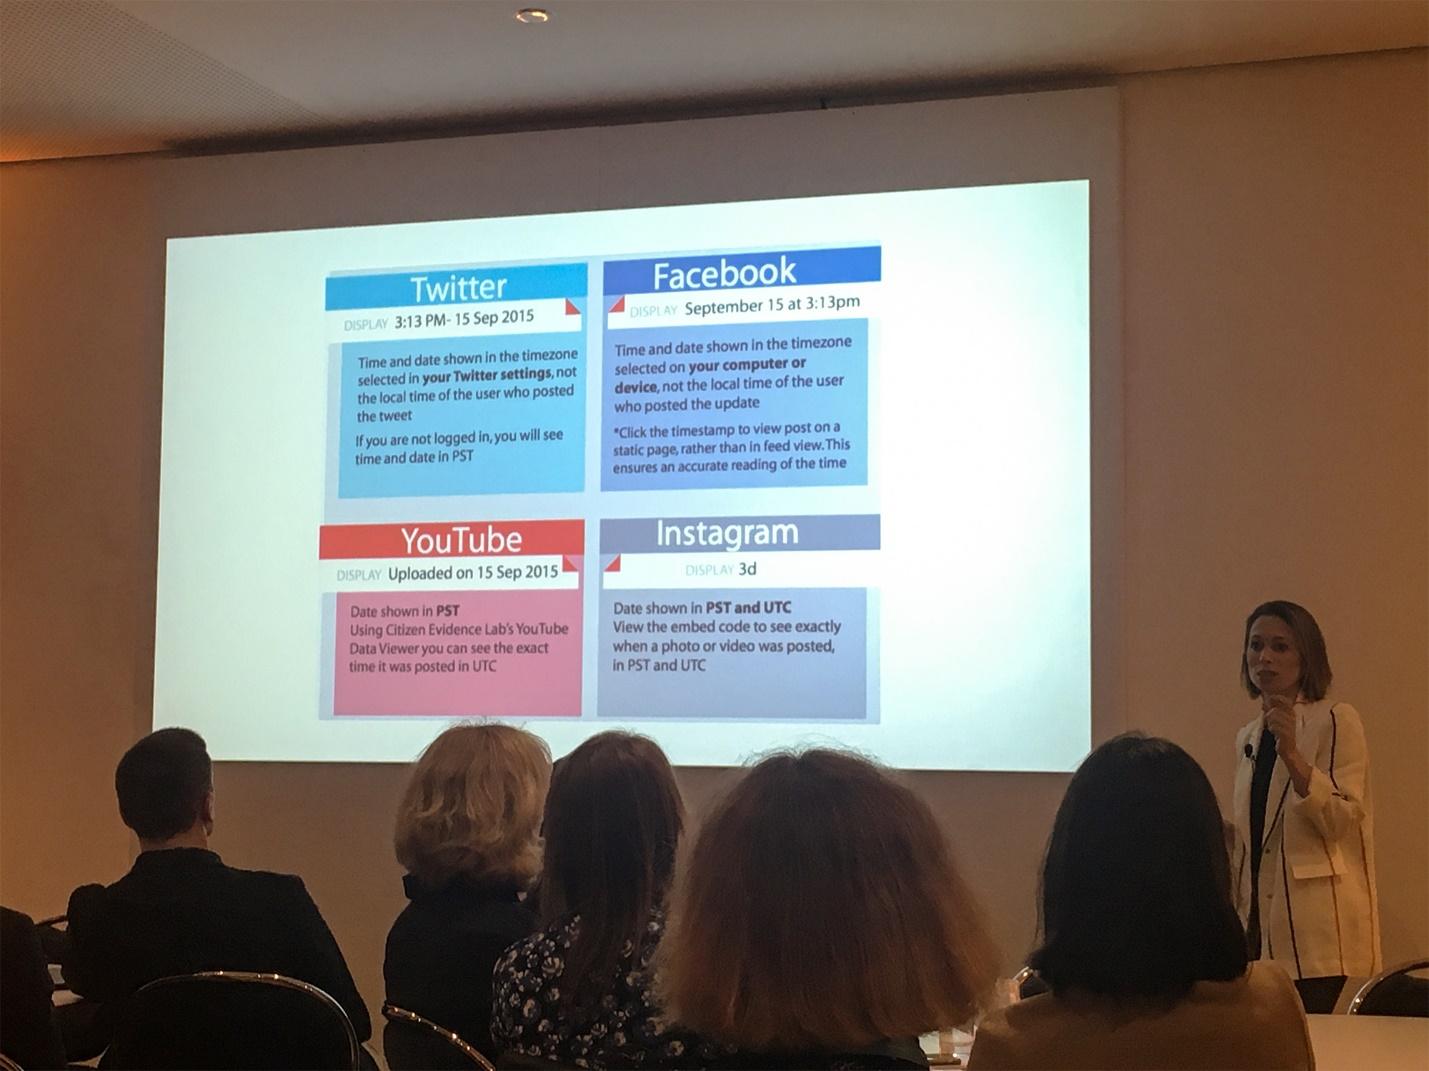 Twitter
DISPLAY 3:13 PM- 15 Sep 2015
Time and date shown in the timezone
selected in your Twitter settings, not
the local time of the user who posted
the tweet
If you are not logged in, you will see
time and date in PST
Facebook
DISPLAY September 15 at 3:13pm
Time and date shown in the timezone
selected on your computer or
device, not the local time of the user
who posted the update
*Click the timestamp to view post on a
static page, rather than in feed view. This
ensures an accurate reading of the time
YouTube
DISPLAY Uploaded on 15 Sep 2015
Date shown in PST
Using Citizen Evidence Lab's YouTube
Data Viewer you can see the exact
time it was posted in UTC
Instagram
DISPLAY 3d
Date shown in PST and UTC
View the embed code to see exactly
when a photo or video was posted,
in PST and UTC